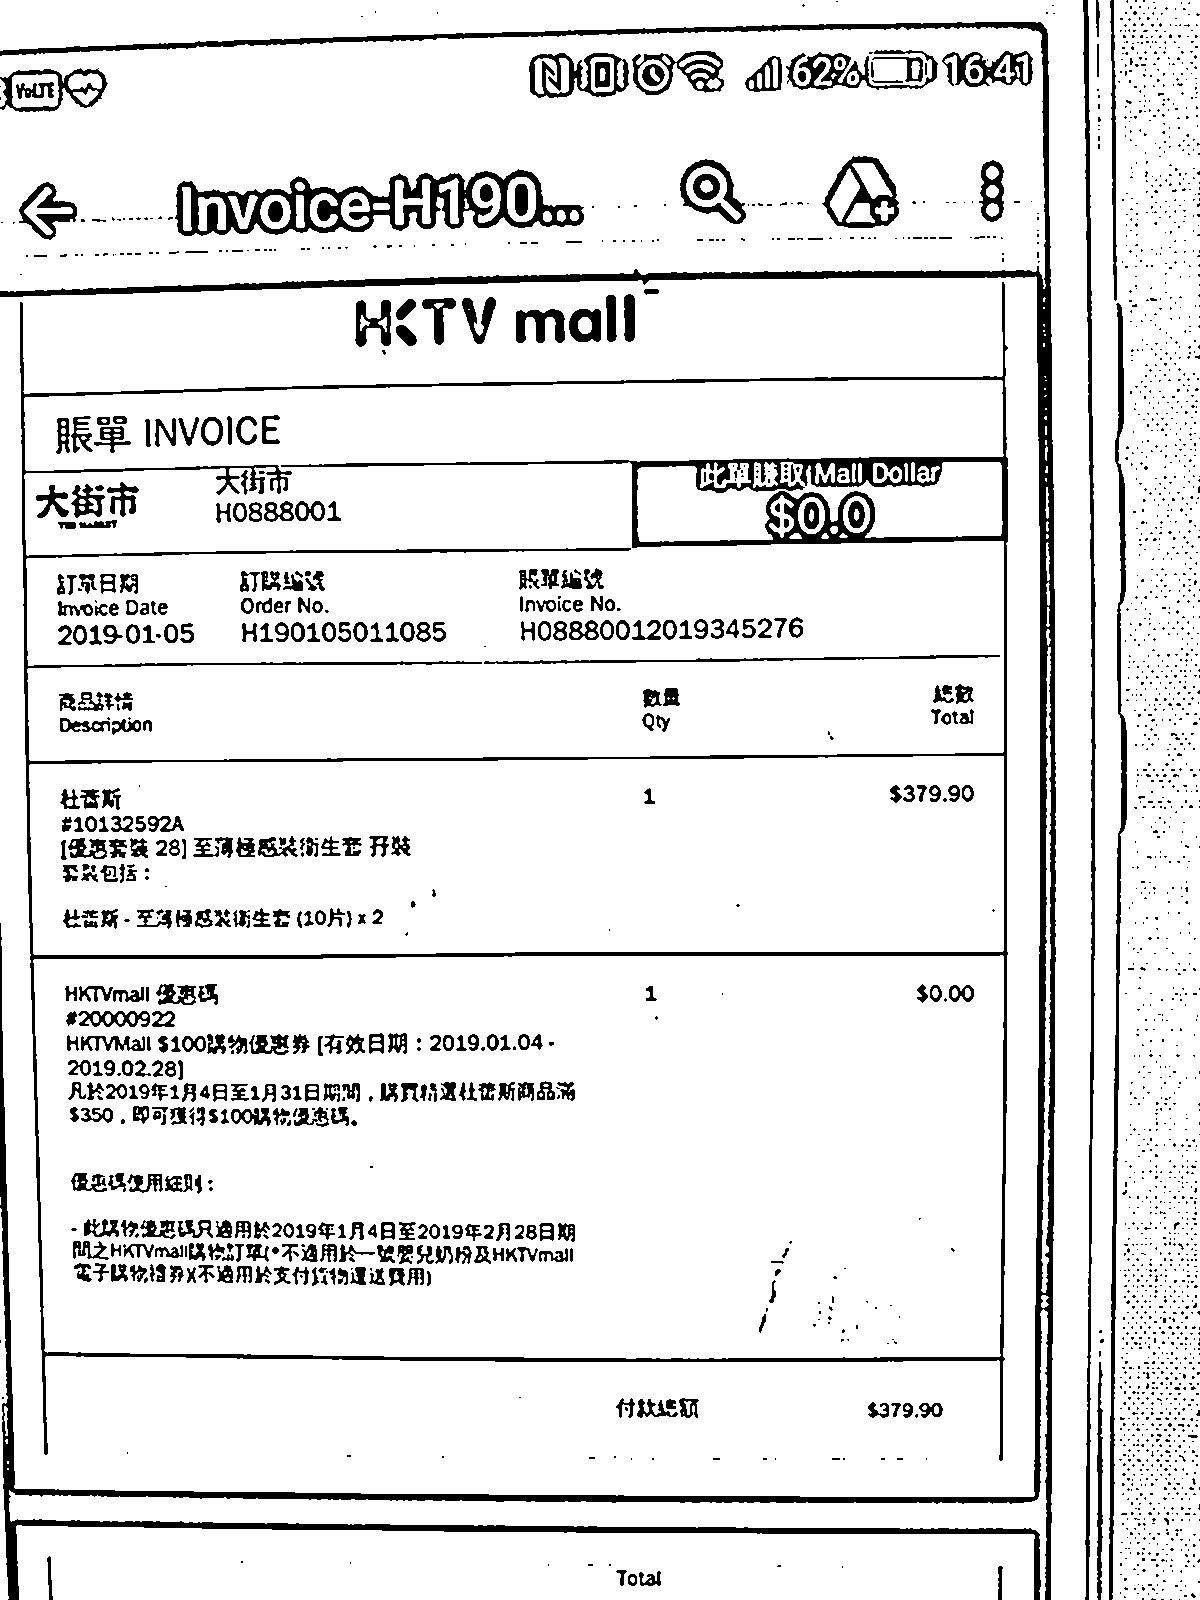 VoLTE 62% 16:41
Invoice-H190...
HKTV mall
賬單 INVOICE
大街市
THE MARKET
大街市
H0888001
此單賺取 Mall Dollar
$0.0
訂單日期 訂購編號 賬單編號
Invoice Date Order No. Invoice No.
2019-01-05 H190105011085 H08880012019345276
商品詳情 數量 總數
Description Qty Total
杜蕾斯 1 $379.90
#10132592A
[優惠套裝 28] 至薄極感裝衛生套 孖裝
套裝包括：
杜蕾斯 - 至薄極感裝衛生套 (10片) x 2
HKTVmall 優惠碼 1 $0.00
#20000922
HKTVMall $100購物優惠券 [有效日期：2019.01.04 -
2019.02.28]
凡於2019年1月4日至1月31日期間，購買精選杜蕾斯商品滿
$350，即可獲得$100購物優惠碼。
優惠碼使用細則：
- 此購物優惠碼只適用於2019年1月4日至2019年2月28日期
間之HKTVmall購物訂單(*不適用於一號嬰兒奶粉及HKTVmall
電子購物禮券)(不適用於支付貨物運送費用)
付款總額 $379.90
Total